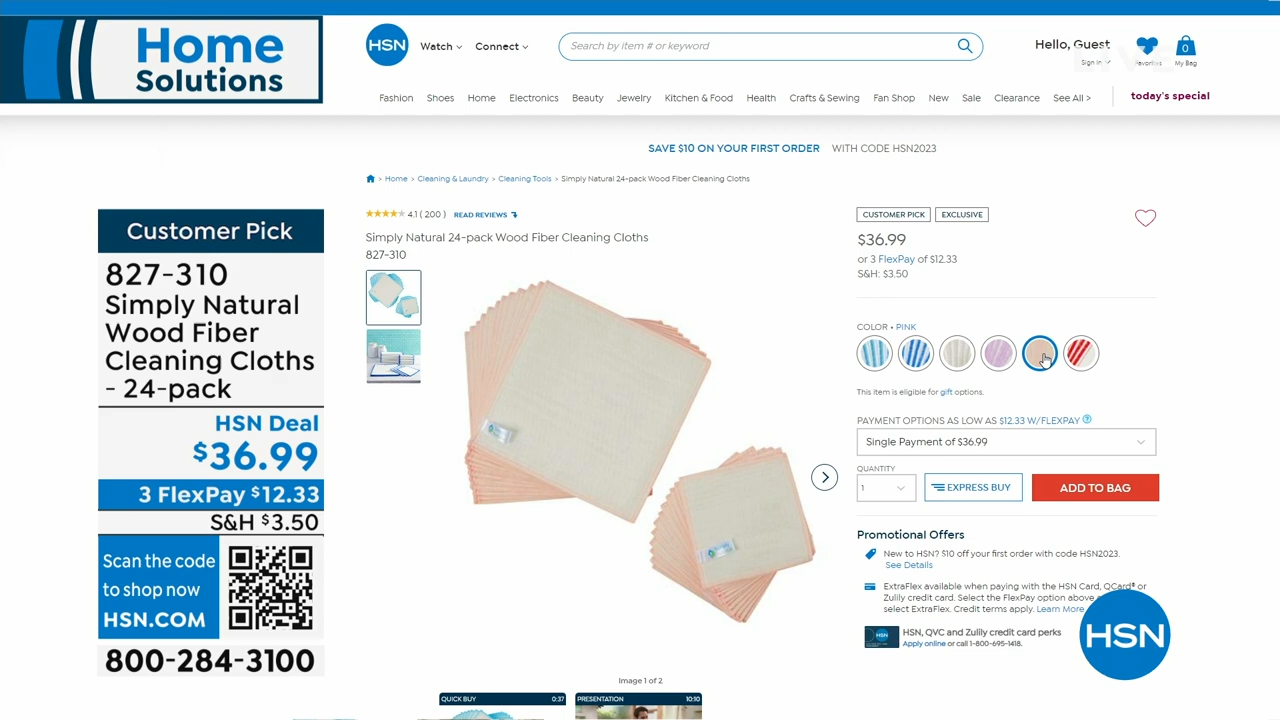 Home
Solutions
HSN
Watch
Connect
Search by item # or keyword
Hello, Guest
Sign In
Favorites
0
My Bag
Fashion
Shoes
Home
Electronics
Beauty
Jewelry
Kitchen & Food
Health
Crafts & Sewing
Fan Shop
New
Sale
Clearance
See All >
today's special
SAVE $10 ON YOUR FIRST ORDER WITH CODE HSN2023
> Home > Cleaning & Laundry > Cleaning Tools > Simply Natural 24-pack Wood Fiber Cleaning Cloths
Customer Pick
827-310
Simply Natural
Wood Fiber
Cleaning Cloths
- 24-pack
HSN Deal
$36.99
3 FlexPay $12.33
S&H $3.50
Scan the code
to shop now
HSN.COM
800-284-3100
4.1 ( 200 ) READ REVIEWS
Simply Natural 24-pack Wood Fiber Cleaning Cloths
827-310
Image 1 of 2
QUICK BUY 0:37
PRESENTATION 10:10
CUSTOMER PICK
EXCLUSIVE
$36.99
or 3 FlexPay of $12.33
S&H: $3.50
COLOR • PINK
This item is eligible for gift options.
PAYMENT OPTIONS AS LOW AS $12.33 W/FLEXPAY ?
Single Payment of $36.99
QUANTITY
1
EXPRESS BUY
ADD TO BAG
Promotional Offers
New to HSN? $10 off your first order with code HSN2023.
See Details
ExtraFlex available when paying with the HSN Card, QCard® or
Zulily credit card. Select the FlexPay option above
select ExtraFlex. Credit terms apply. Learn More
HSN
HSN, QVC and Zulily credit card perks
Apply online or call 1-800-695-1418.
HSN